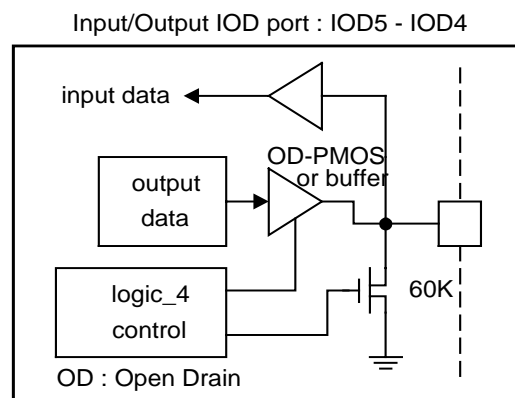 Input/Output IOD port : IOD5 - IOD4
input data
OD-PMOS
or buffer
output
data
logic_4
control
60K
OD : Open Drain